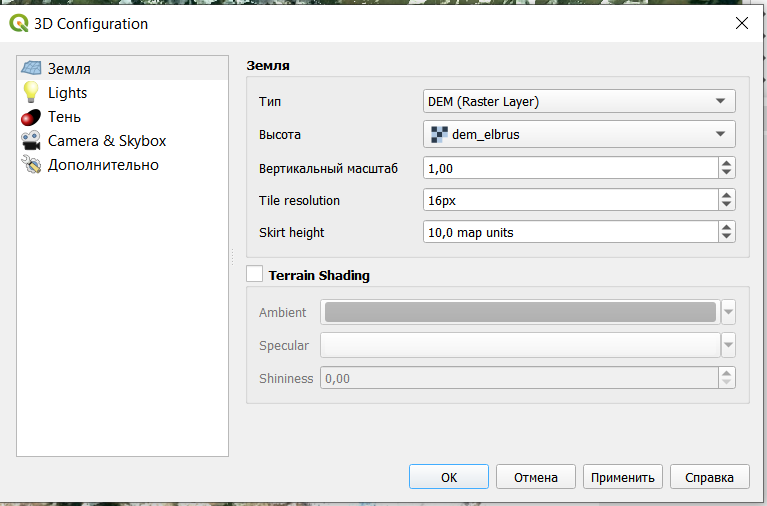 3D Configuration
Земля
Lights
Тень
Camera & Skybox
Дополнительно
Земля
Тип DEM (Raster Layer)
Высота dem_elbrus
Вертикальный масштаб 1,00
Tile resolution 16px
Skirt height 10,0 map units
Terrain Shading
Ambient
Specular
Shininess 0,00
OK Отмена Применить Справка